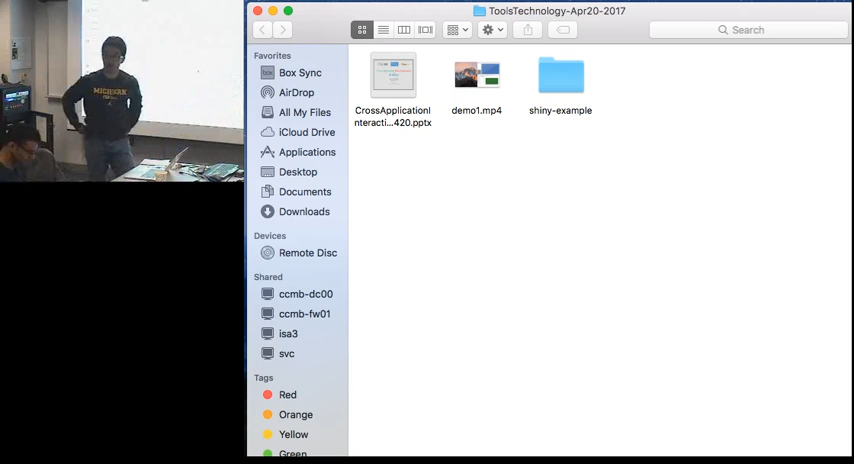 MICHIGAN
ToolsTechnology-Apr20-2017
Search
Favorites
Box Sync
AirDrop
All My Files
iCloud Drive
Applications
Desktop
Documents
Downloads
Devices
Remote Disc
Shared
ccmb-dc00
ccmb-fw01
isa3
svc
Tags
Red
Orange
Yellow
Green
CrossApplicationI
nteracti...420.pptx
demo1.mp4
shiny-example